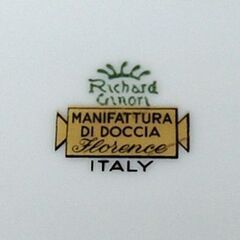 Richard
Ginori
MANIFATTURA
DI DOCCIA
Florence
ITALY